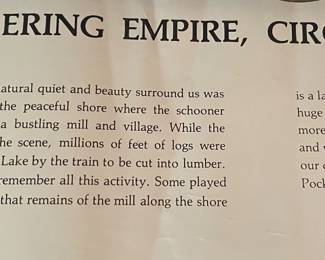 ERING EMPIRE, CIRC
atural quiet and beauty surround us was
the peaceful shore where the schooner
a bustling mill and village. While the
he scene, millions of feet of logs were
Lake by the train to be cut into lumber.
remember all this activity. Some played
that remains of the mill along the shore
is a la
huge
more
and
our
Pock